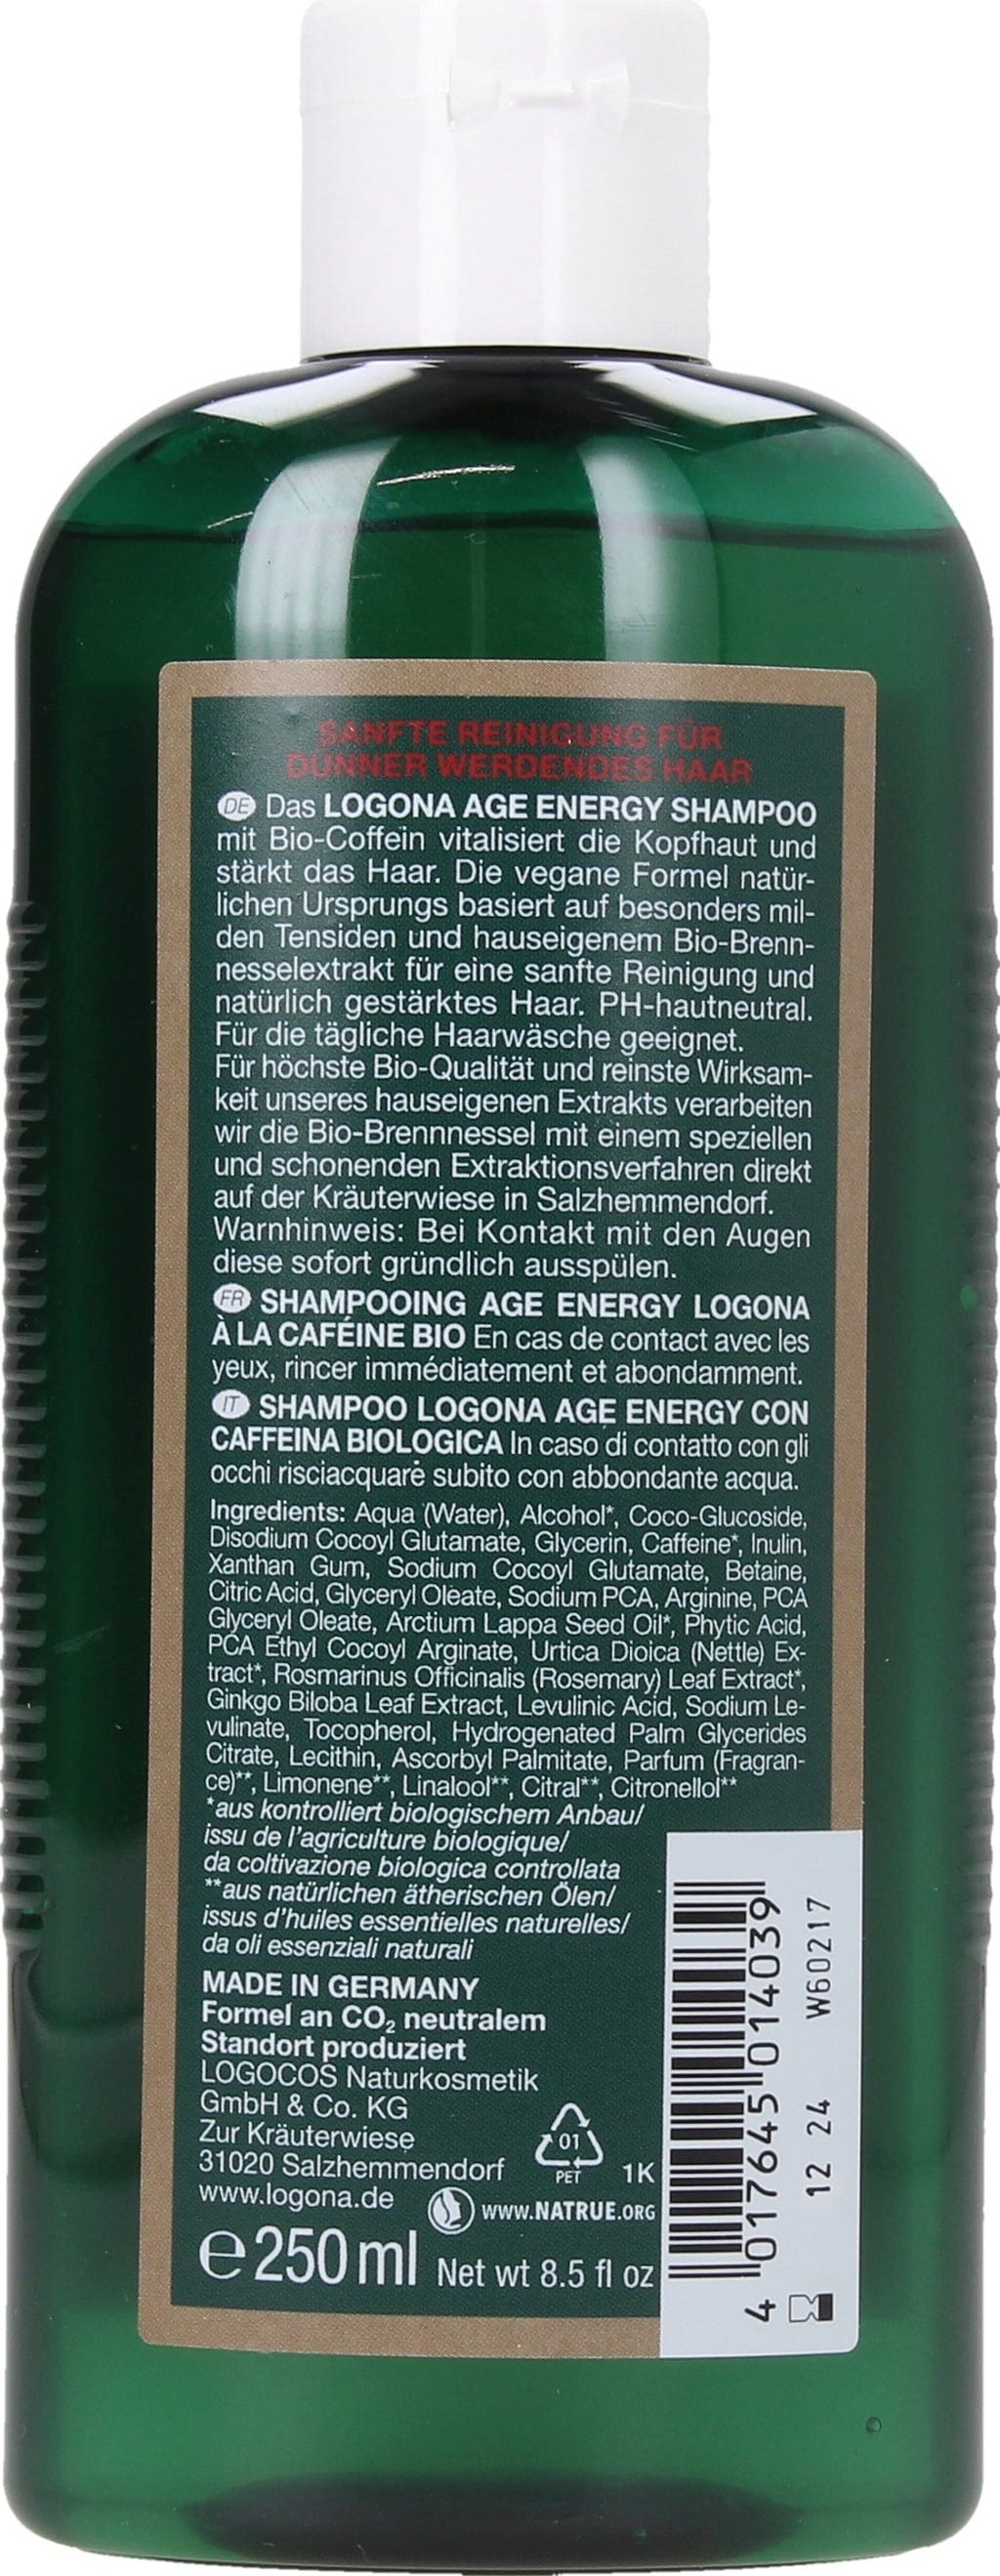 SANFTE REINIGUNG FÜR
DÜNNER WERDENDES HAAR
DE Das LOGONA AGE ENERGY SHAMPOO
mit Bio-Coffein vitalisiert die Kopfhaut und
stärkt das Haar. Die vegane Formel natür-
lichen Ursprungs basiert auf besonders mil-
den Tensiden und hauseigenem Bio-Brenn-
nesselextrakt für eine sanfte Reinigung und
natürlich gestärktes Haar. PH-hautneutral.
Für die tägliche Haarwäsche geeignet.
Für höchste Bio-Qualität und reinste Wirksam-
keit unseres hauseigenen Extrakts verarbeiten
wir die Bio-Brennnessel mit einem speziellen
und schonenden Extraktionsverfahren direkt
auf der Kräuterwiese in Salzhemmendorf.
Warnhinweis: Bei Kontakt mit den Augen
diese sofort gründlich ausspülen.
FR SHAMPOOING AGE ENERGY LOGONA
À LA CAFÉINE BIO En cas de contact avec les
yeux, rincer immédiatement et abondamment.
IT SHAMPOO LOGONA AGE ENERGY CON
CAFFEINA BIOLOGICA In caso di contatto con gli
occhi risciacquare subito con abbondante acqua.
Ingredients: Aqua (Water), Alcohol*, Coco-Glucoside,
Disodium Cocoyl Glutamate, Glycerin, Caffeine*, Inulin,
Xanthan Gum, Sodium Cocoyl Glutamate, Betaine,
Citric Acid, Glyceryl Oleate, Sodium PCA, Arginine, PCA
Glyceryl Oleate, Arctium Lappa Seed Oil*, Phytic Acid,
PCA Ethyl Cocoyl Arginate, Urtica Dioica (Nettle) Ex-
tract*, Rosmarinus Officinalis (Rosemary) Leaf Extract*,
Ginkgo Biloba Leaf Extract, Levulinic Acid, Sodium Le-
vulinate, Tocopherol, Hydrogenated Palm Glycerides
Citrate, Lecithin, Ascorbyl Palmitate, Parfum (Fragran-
ce)**, Limonene**, Linalool**, Citral**, Citronellol**
*aus kontrolliert biologischem Anbau/
issu de l'agriculture biologique/
da coltivazione biologica controllata
**aus natürlichen ätherischen Ölen/
issus d'huiles essentielles naturelles/
da oli essenziali naturali
MADE IN GERMANY
Formel an CO₂ neutralem
Standort produziert
LOGOCOS Naturkosmetik
GmbH & Co. KG
Zur Kräuterwiese
31020 Salzhemmendorf
www.logona.de
01
PET
1K
www.NATRUE.ORG
e 250 ml Net wt 8.5 fl oz
4 017645 014039
12 24 W60217